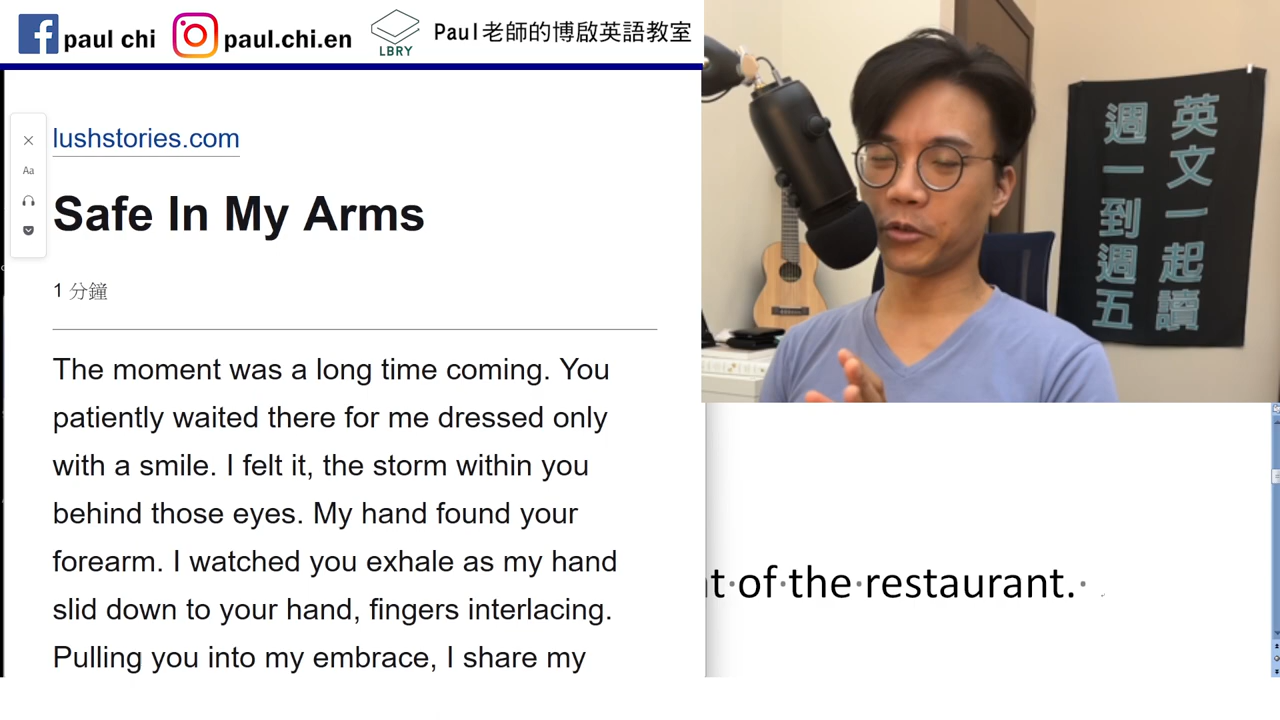 paul chi
paul.chi.en
LBRY
Paul老師的博啟英語教室
lushstories.com
Aa
Safe In My Arms
1 分鐘
The moment was a long time coming. You
patiently waited there for me dressed only
with a smile. I felt it, the storm within you
behind those eyes. My hand found your
forearm. I watched you exhale as my hand
slid down to your hand, fingers interlacing.
Pulling you into my embrace, I share my
英文一起讀
週一到週五
of·the·restaurant.·